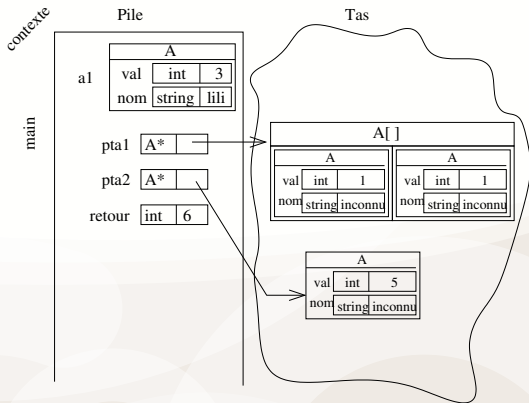 contexte
Pile
Tas
main
A
a1
val int 3
nom string lili
pta1 A*
pta2 A*
retour int 6
A[ ]
A
val int 1
nom string inconnu
A
val int 1
nom string inconnu
A
val int 5
nom string inconnu